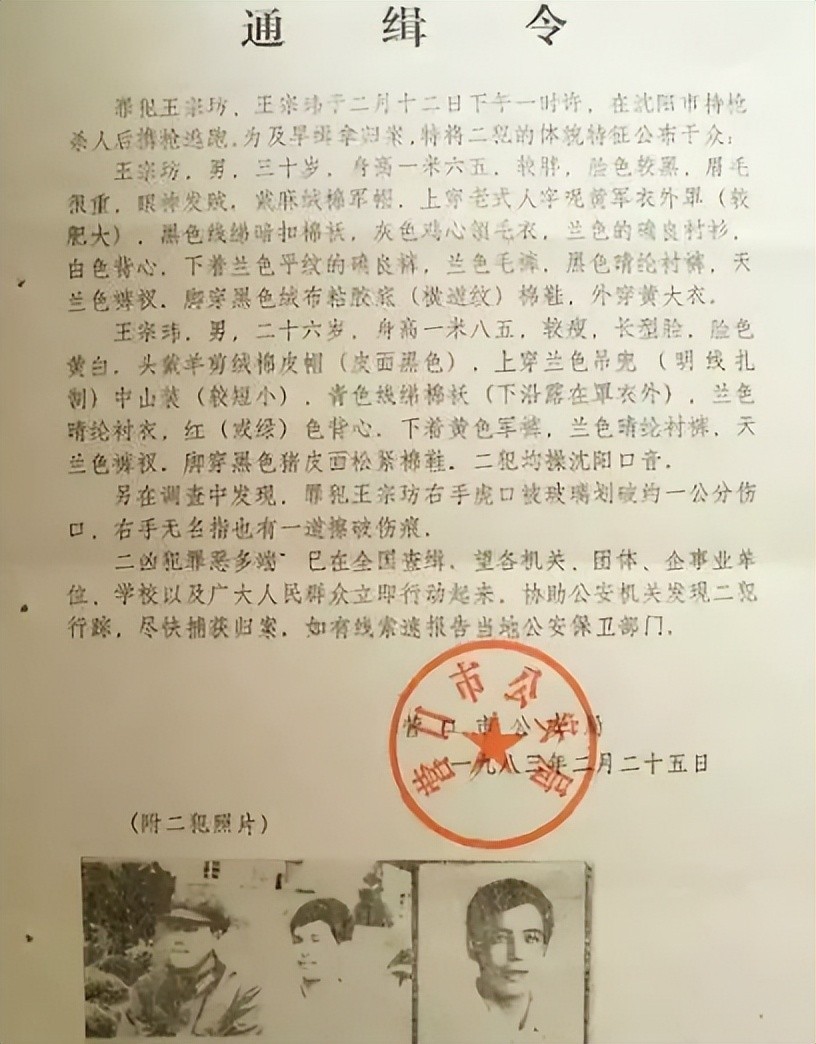 通缉令
罪犯王宗坊、王宗玮于二月十二日下午一时许，在沈阳市持枪
杀人后携枪逃跑，为及早缉拿归案，特将二犯的体貌特征公布于众：
王宗坊，男，三十岁，身高一米六五，较胖，脸色较黑，眉毛
很重，眼神发贼，戴麻绒棉军帽，上穿老式人字呢黄军衣外罩（较
肥大），黑色线绨暗扣棉袄，灰色鸡心领毛衣，兰色的确良衬衫，
白色背心，下着兰色平纹的确良裤，兰色毛裤，黑色晴纶衬裤，天
兰色裤衩，脚穿黑色绒布粘胶底（横道纹）棉鞋，外穿黄大衣。
王宗玮，男，二十六岁，身高一米八五，较瘦，长型脸，脸色
黄白，头戴羊剪绒棉皮帽（皮面黑色），上穿兰色吊兜（明线扎
制）中山装（较短小），青色线绨棉袄（下沿露在罩衣外），兰色
晴纶衬衣，红（或绿）色背心，下着黄色军裤，兰色晴纶衬裤，天
兰色裤衩，脚穿黑色猪皮面松紧棉鞋。二犯均操沈阳口音。
另在调查中发现，罪犯王宗坊右手虎口被玻璃划破约一公分伤
口，右手无名指也有一道擦破伤痕。
二凶犯罪恶多端 已在全国查缉，望各机关、团体、企事业单
位、学校以及广大人民群众立即行动起来，协助公安机关发现二犯
行踪，尽快捕获归案，如有线索速报告当地公安保卫部门。
营口市公安局
营口市公安局
一九八三年二月二十五日
（附二犯照片）